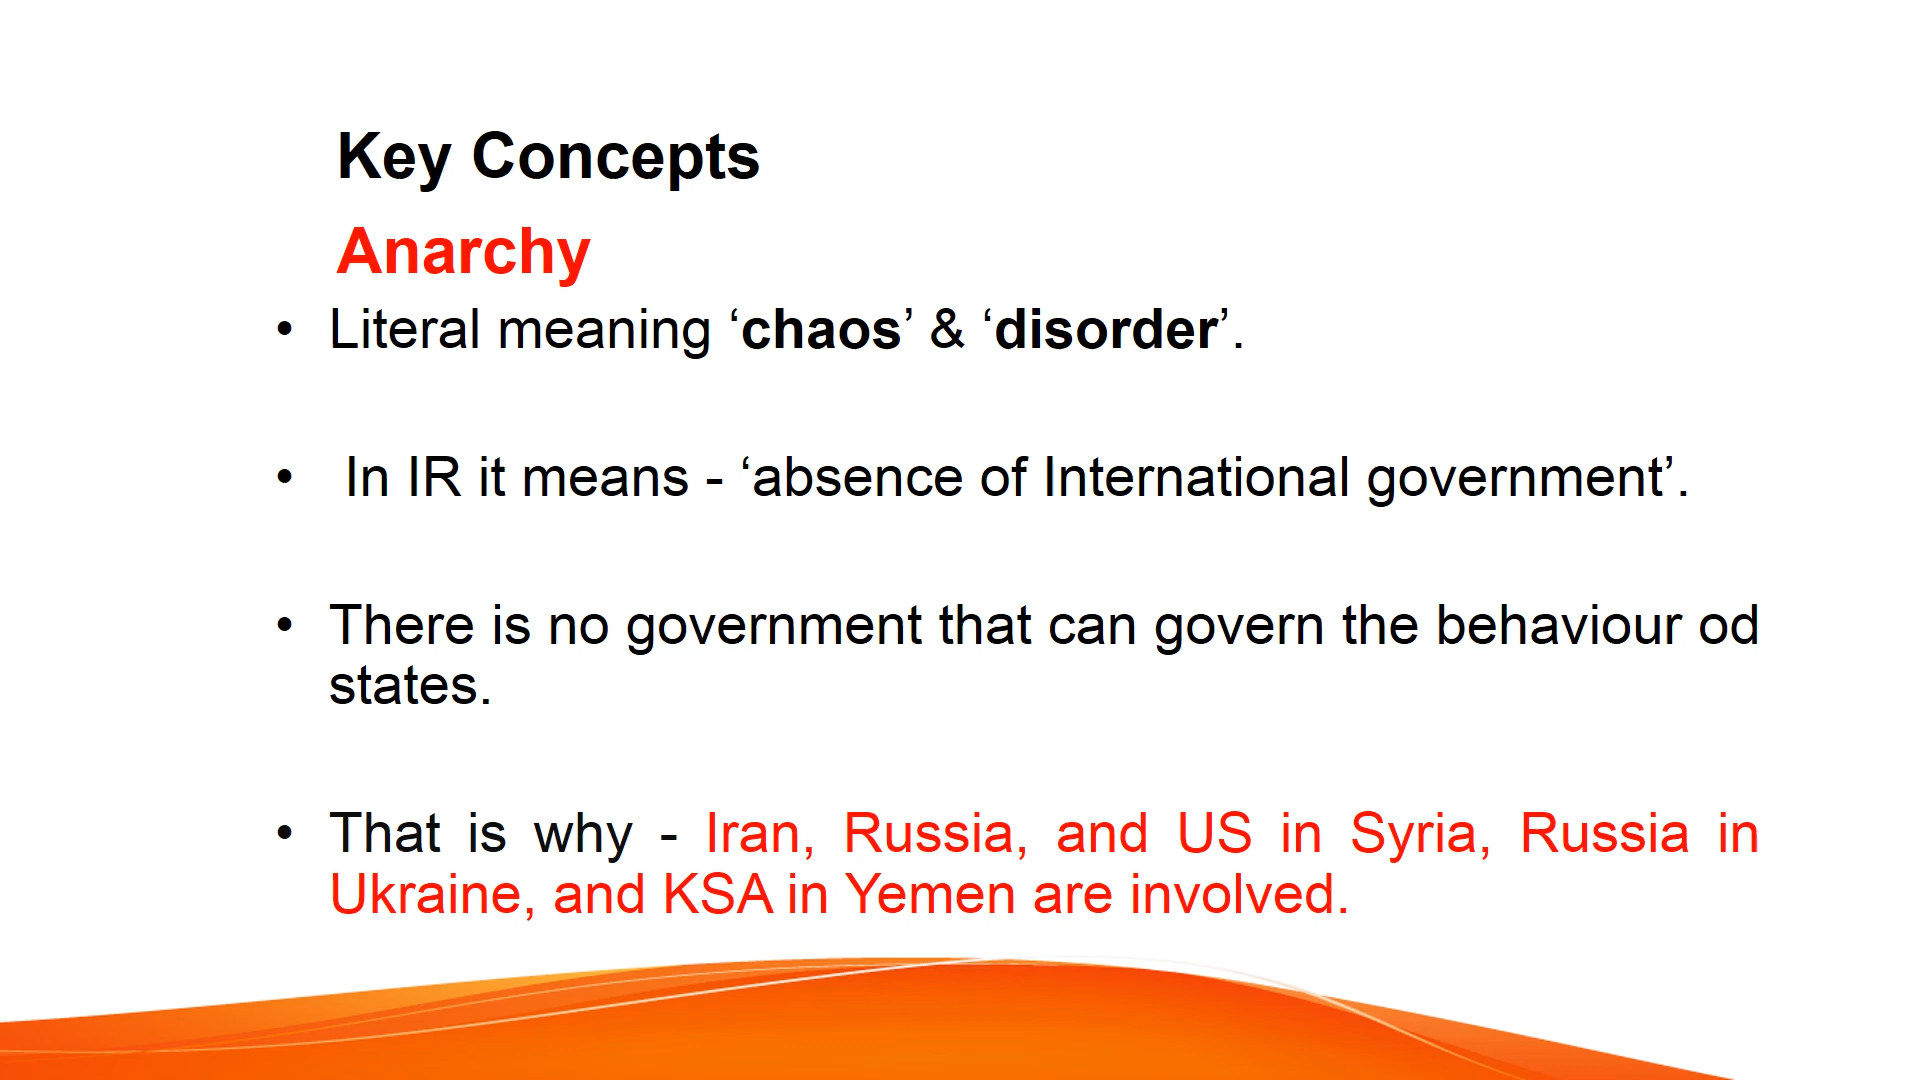 Key Concepts
Anarchy
• Literal meaning ‘chaos’ & ‘disorder’.
• In IR it means - ‘absence of International government’.
• There is no government that can govern the behaviour od
states.
• That is why - Iran, Russia, and US in Syria, Russia in
Ukraine, and KSA in Yemen are involved.